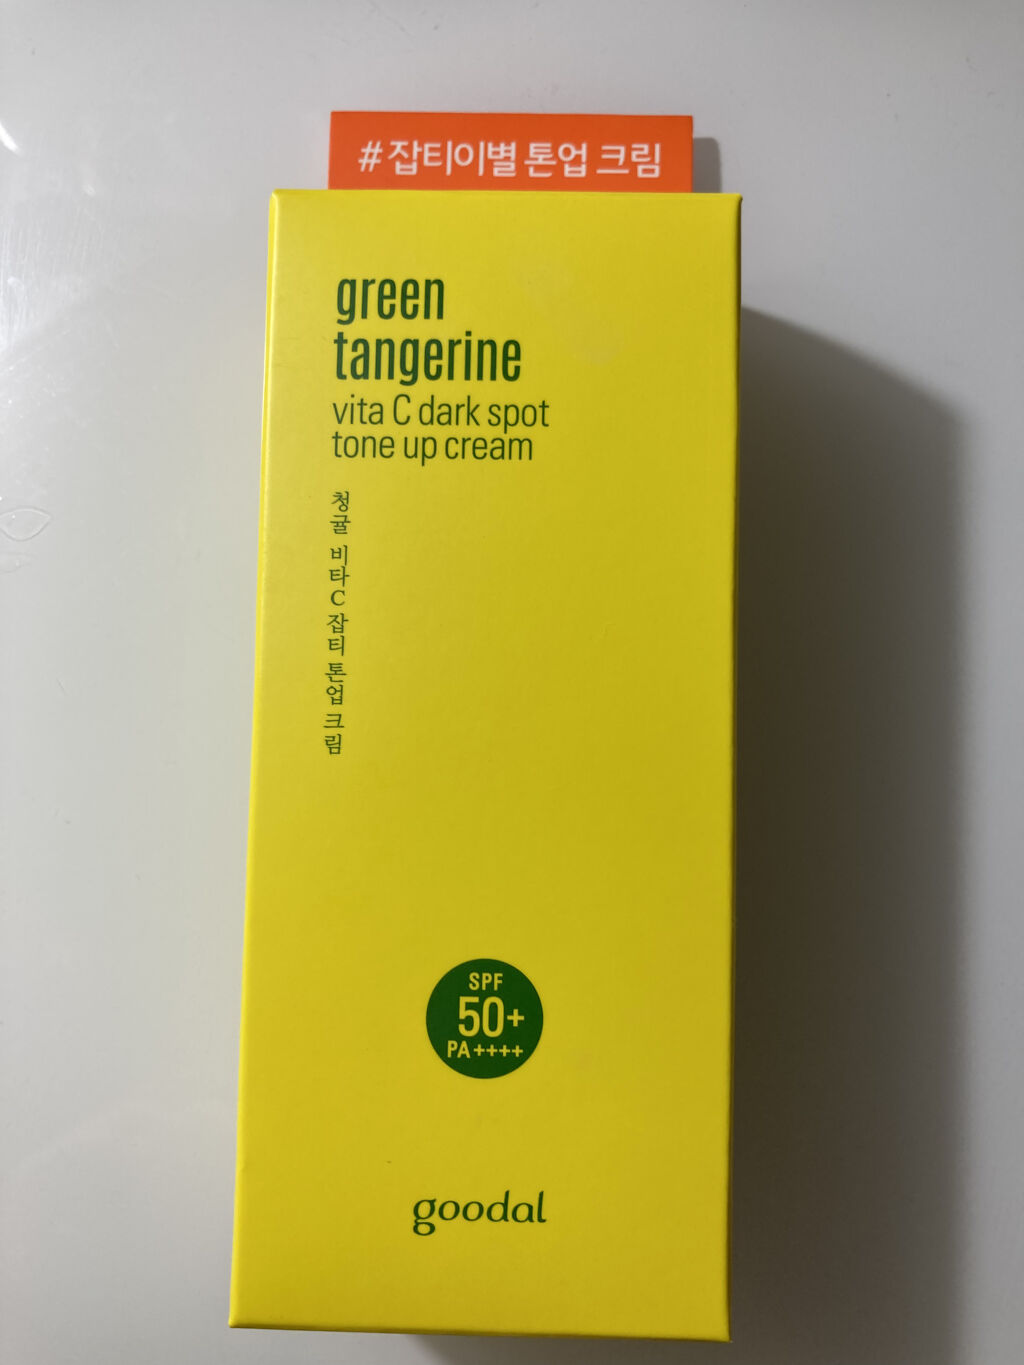 #잡티이별 톤업 크림
green
tangerine
vita C dark spot
tone up cream
청귤 비타C 잡티 톤업 크림
SPF
50+
PA++++
goodal